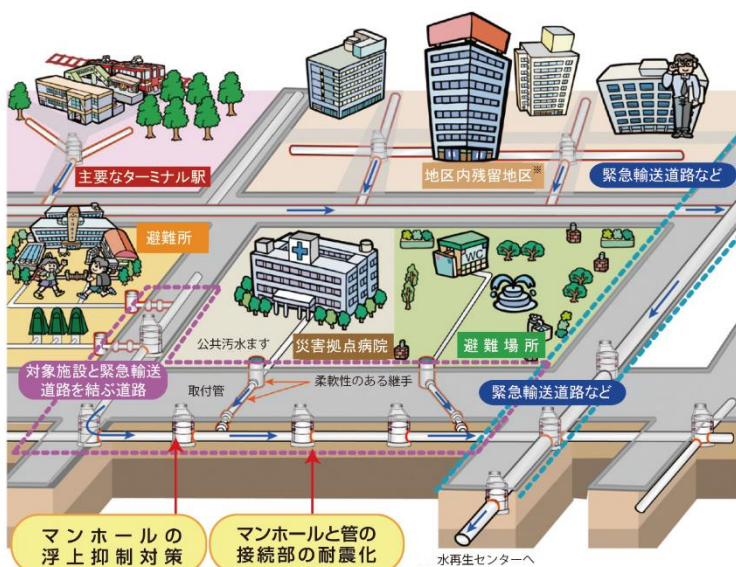 主要なターミナル駅
地区内残留地区※
緊急輸送道路など
避難所
WC
公共汚水ます
災害拠点病院
避難場所
対象施設と緊急輸送
道路を結ぶ道路
取付管
柔軟性のある継手
緊急輸送道路など
マンホールの
浮上抑制対策
マンホールと管の
接続部の耐震化
水再生センターへ